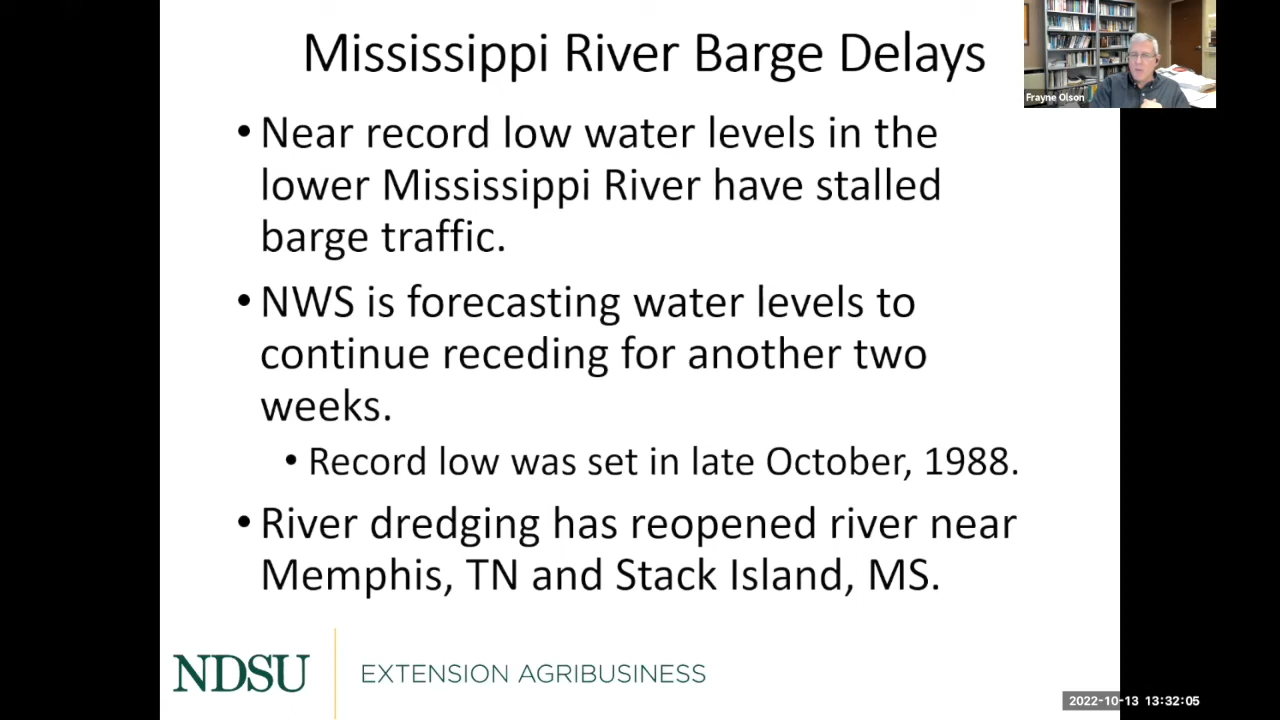 Mississippi River Barge Delays
Frayne Olson
• Near record low water levels in the
lower Mississippi River have stalled
barge traffic.
• NWS is forecasting water levels to
continue receding for another two
weeks.
• Record low was set in late October, 1988.
• River dredging has reopened river near
Memphis, TN and Stack Island, MS.
NDSU EXTENSION AGRIBUSINESS
2022-10-13 13:32:05